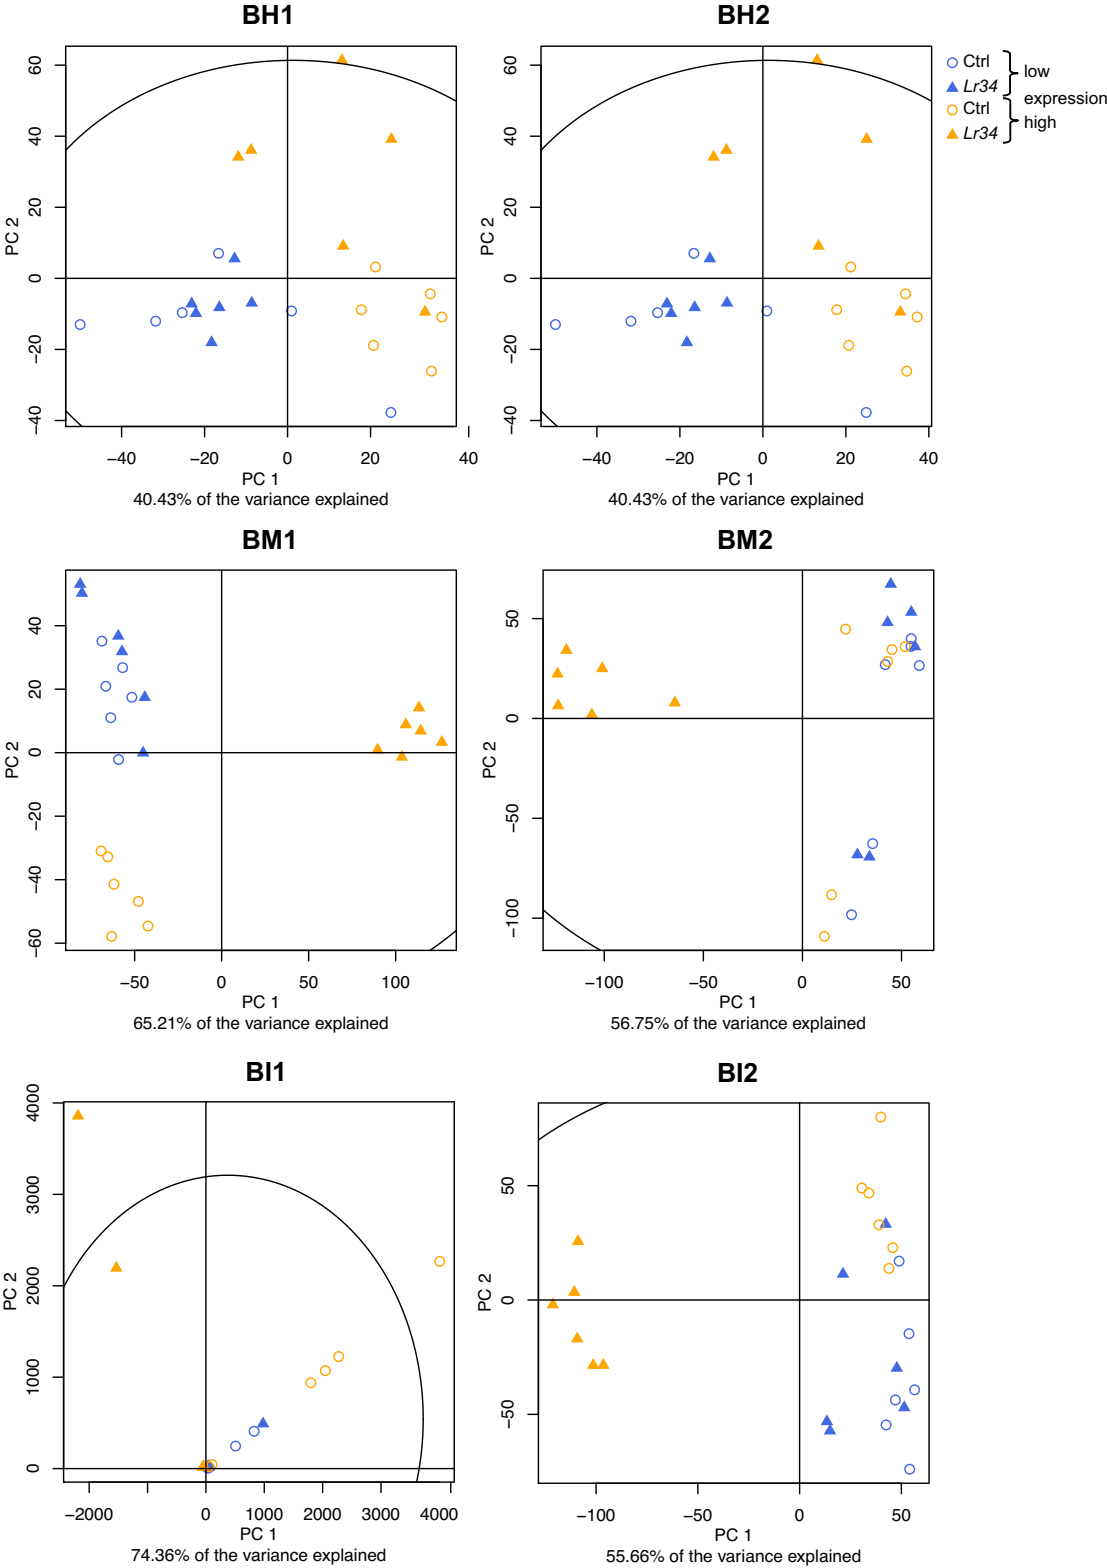 BH1
BH2
Ctrl
Lr34
low
Ctrl
Lr34
high
expression
PC 2
60
40
20
0
−20
−40
−40
−20
0
20
40
PC 1
40.43% of the variance explained
PC 2
60
40
20
0
−20
−40
−40
−20
0
20
40
PC 1
40.43% of the variance explained
BM1
BM2
PC 2
40
20
0
−20
−40
−60
−50
0
50
100
PC 1
65.21% of the variance explained
PC 2
50
0
−50
−100
−100
−50
0
50
PC 1
56.75% of the variance explained
BI1
BI2
PC 2
4000
3000
2000
1000
0
−2000
0
1000
2000
3000
4000
PC 1
74.36% of the variance explained
PC 2
50
0
−50
−100
−50
0
50
PC 1
55.66% of the variance explained